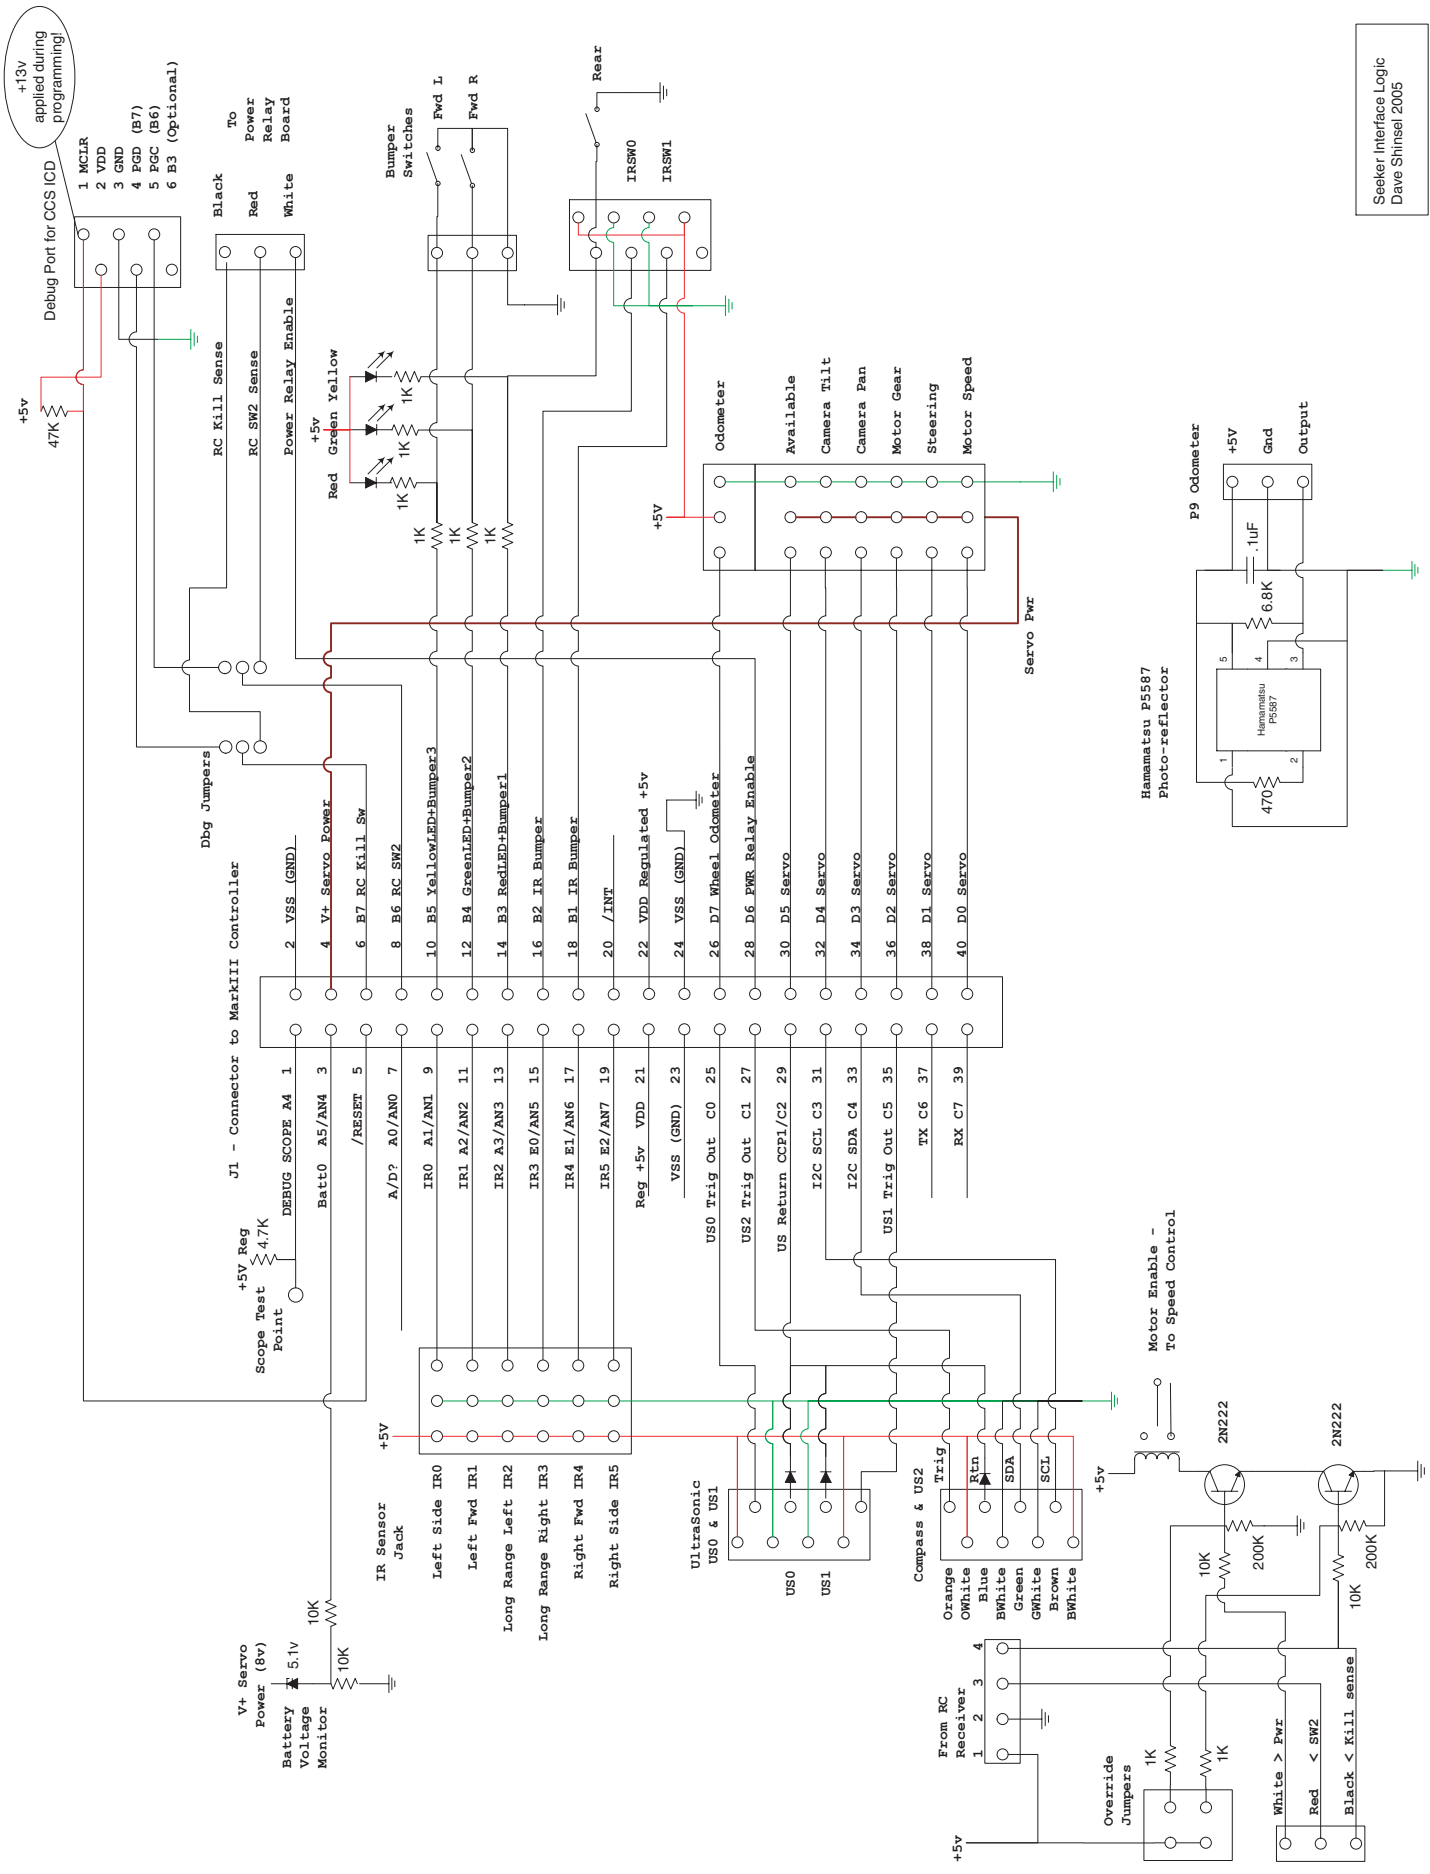 +13v
applied during
programming!
Debug Port for CCS ICD
1 MCLR
2 VDD
3 GND
4 PGD (B7)
5 PGC (B6)
6 B3 (Optional)
+5v
47K
To
Power
Relay
Board
Black
Red
White
RC Kill Sense
RC SW2 Sense
Power Relay Enable
Dbg Jumpers
Bumper
Switches
Fwd L
Fwd R
Rear
IRSW0
IRSW1
+5v
Red
Green
Yellow
1K
1K
1K
1K
1K
1K
+5V
Odometer
Available
Camera Tilt
Camera Pan
Motor Gear
Steering
Motor Speed
Servo Pwr
J1 - Connector to MarkIII Controller
2 VSS (GND)
4 V+ Servo Power
6 B7 RC Kill Sw
8 B6 RC SW2
10 B5 YellowLED+Bumper3
12 B4 GreenLED+Bumper2
14 B3 RedLED+Bumper1
16 B2 IR Bumper
18 B1 IR Bumper
20 /INT
22 VDD Regulated +5v
24 VSS (GND)
26 D7 Wheel Odometer
28 D6 PWR Relay Enable
30 D5 Servo
32 D4 Servo
34 D3 Servo
36 D2 Servo
38 D1 Servo
40 D0 Servo
DEBUG SCOPE A4 1
Batt0 A5/AN4 3
/RESET 5
A/D? A0/AN0 7
IR0 A1/AN1 9
IR1 A2/AN2 11
IR2 A3/AN3 13
IR3 E0/AN5 15
IR4 E1/AN6 17
IR5 E2/AN7 19
Reg +5v VDD 21
VSS (GND) 23
US0 Trig Out C0 25
US2 Trig Out C1 27
US Return CCP1/C2 29
I2C SCL C3 31
I2C SDA C4 33
US1 Trig Out C5 35
TX C6 37
RX C7 39
+5V Reg
4.7K
Scope Test
Point
V+ Servo
Power (8v)
5.1v
10K
10K
Battery
Voltage
Monitor
+5V
IR Sensor
Jack
Left Side IR0
Left Fwd IR1
Long Range Left IR2
Long Range Right IR3
Right Fwd IR4
Right Side IR5
UltraSonic
US0 & US1
US0
US1
Compass & US2
Trig
Rtn
SDA
SCL
Orange
OWhite
Blue
BWhite
Green
GWhite
Brown
BWhite
Motor Enable -
To Speed Control
+5v
2N222
2N222
10K
200K
10K
200K
From RC
Receiver
1 2 3 4
Override
Jumpers
1K
1K
+5v
White > Pwr
Red < SW2
Black < Kill sense
Hamamatsu P5587
Photo-reflector
Hamamatsu
P5587
1
2
3
4
5
470
6.8K
.1uF
P9 Odometer
+5V
Gnd
Output
Seeker Interface Logic
Dave Shinsel 2005